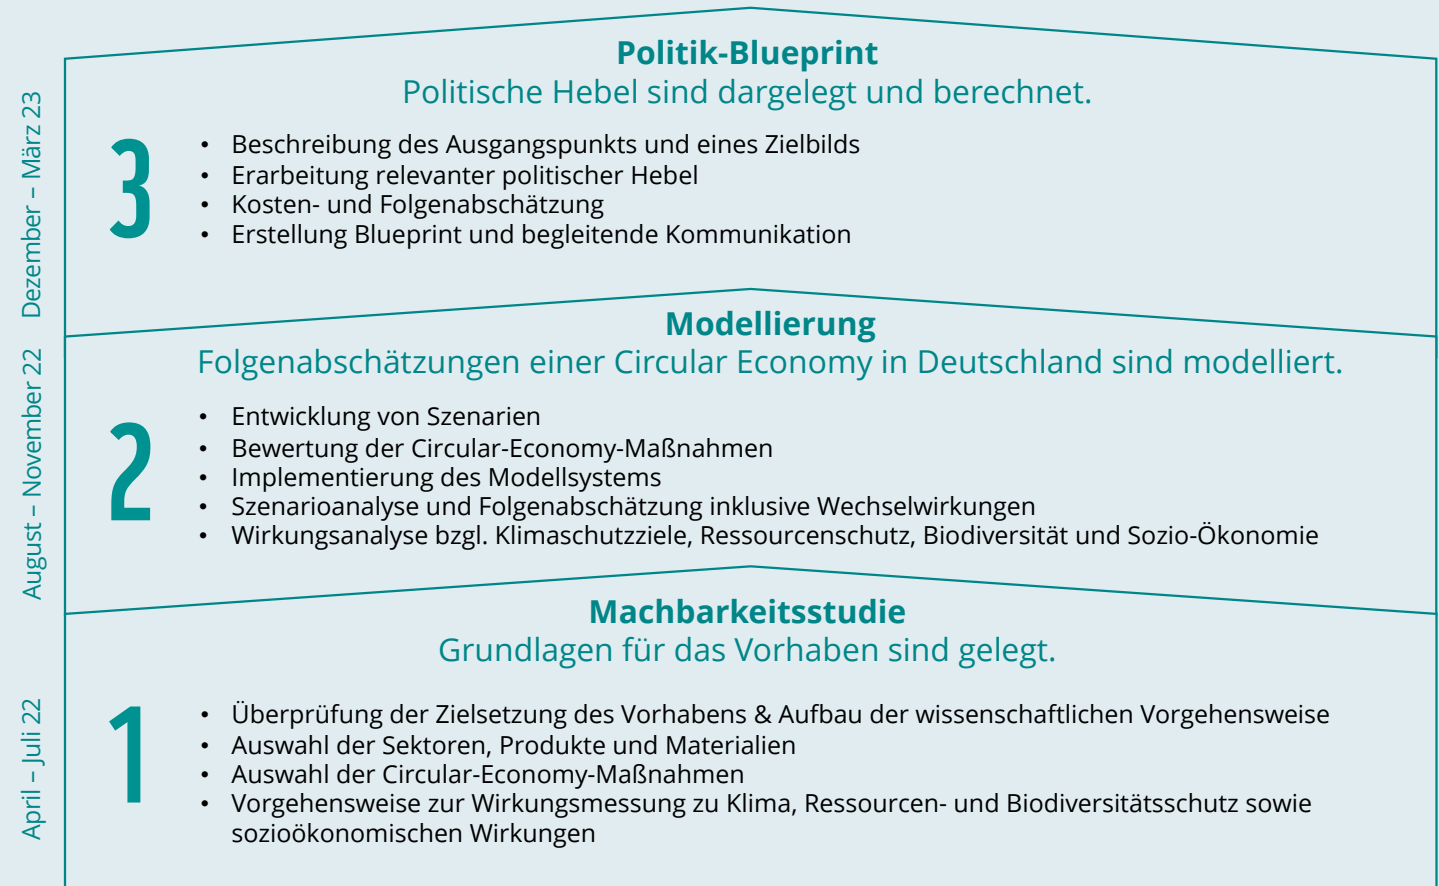 Politik-Blueprint
Politische Hebel sind dargelegt und berechnet.
Dezember – März 23
3
• Beschreibung des Ausgangspunkts und eines Zielbilds
• Erarbeitung relevanter politischer Hebel
• Kosten- und Folgenabschätzung
• Erstellung Blueprint und begleitende Kommunikation
Modellierung
Folgenabschätzungen einer Circular Economy in Deutschland sind modelliert.
August – November 22
2
• Entwicklung von Szenarien
• Bewertung der Circular-Economy-Maßnahmen
• Implementierung des Modellsystems
• Szenarioanalyse und Folgenabschätzung inklusive Wechselwirkungen
• Wirkungsanalyse bzgl. Klimaschutzziele, Ressourcenschutz, Biodiversität und Sozio-Ökonomie
Machbarkeitsstudie
Grundlagen für das Vorhaben sind gelegt.
April – Juli 22
1
• Überprüfung der Zielsetzung des Vorhabens & Aufbau der wissenschaftlichen Vorgehensweise
• Auswahl der Sektoren, Produkte und Materialien
• Auswahl der Circular-Economy-Maßnahmen
• Vorgehensweise zur Wirkungsmessung zu Klima, Ressourcen- und Biodiversitätsschutz sowie
sozioökonomischen Wirkungen